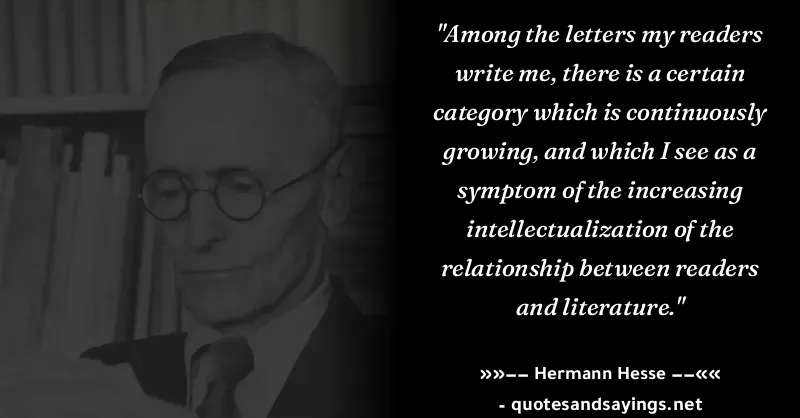 "Among the letters my readers
write me, there is a certain
category which is continuously
growing, and which I see as a
symptom of the increasing
intellectualization of the
relationship between readers
and literature."
»»–– Hermann Hesse ––««
- quotesandsayings.net